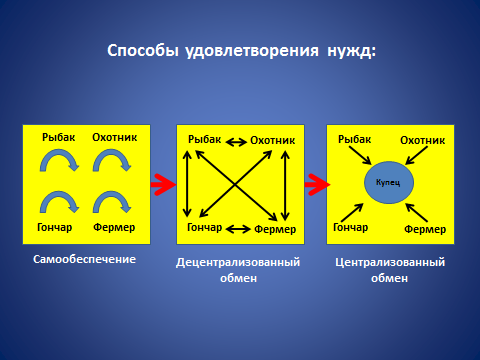 Способы удовлетворения нужд:
Рыбак Охотник
Гончар Фермер
Самообеспечение
Рыбак Охотник
Гончар Фермер
Децентрализованный
обмен
Рыбак Охотник
Купец
Гончар Фермер
Централизованный
обмен